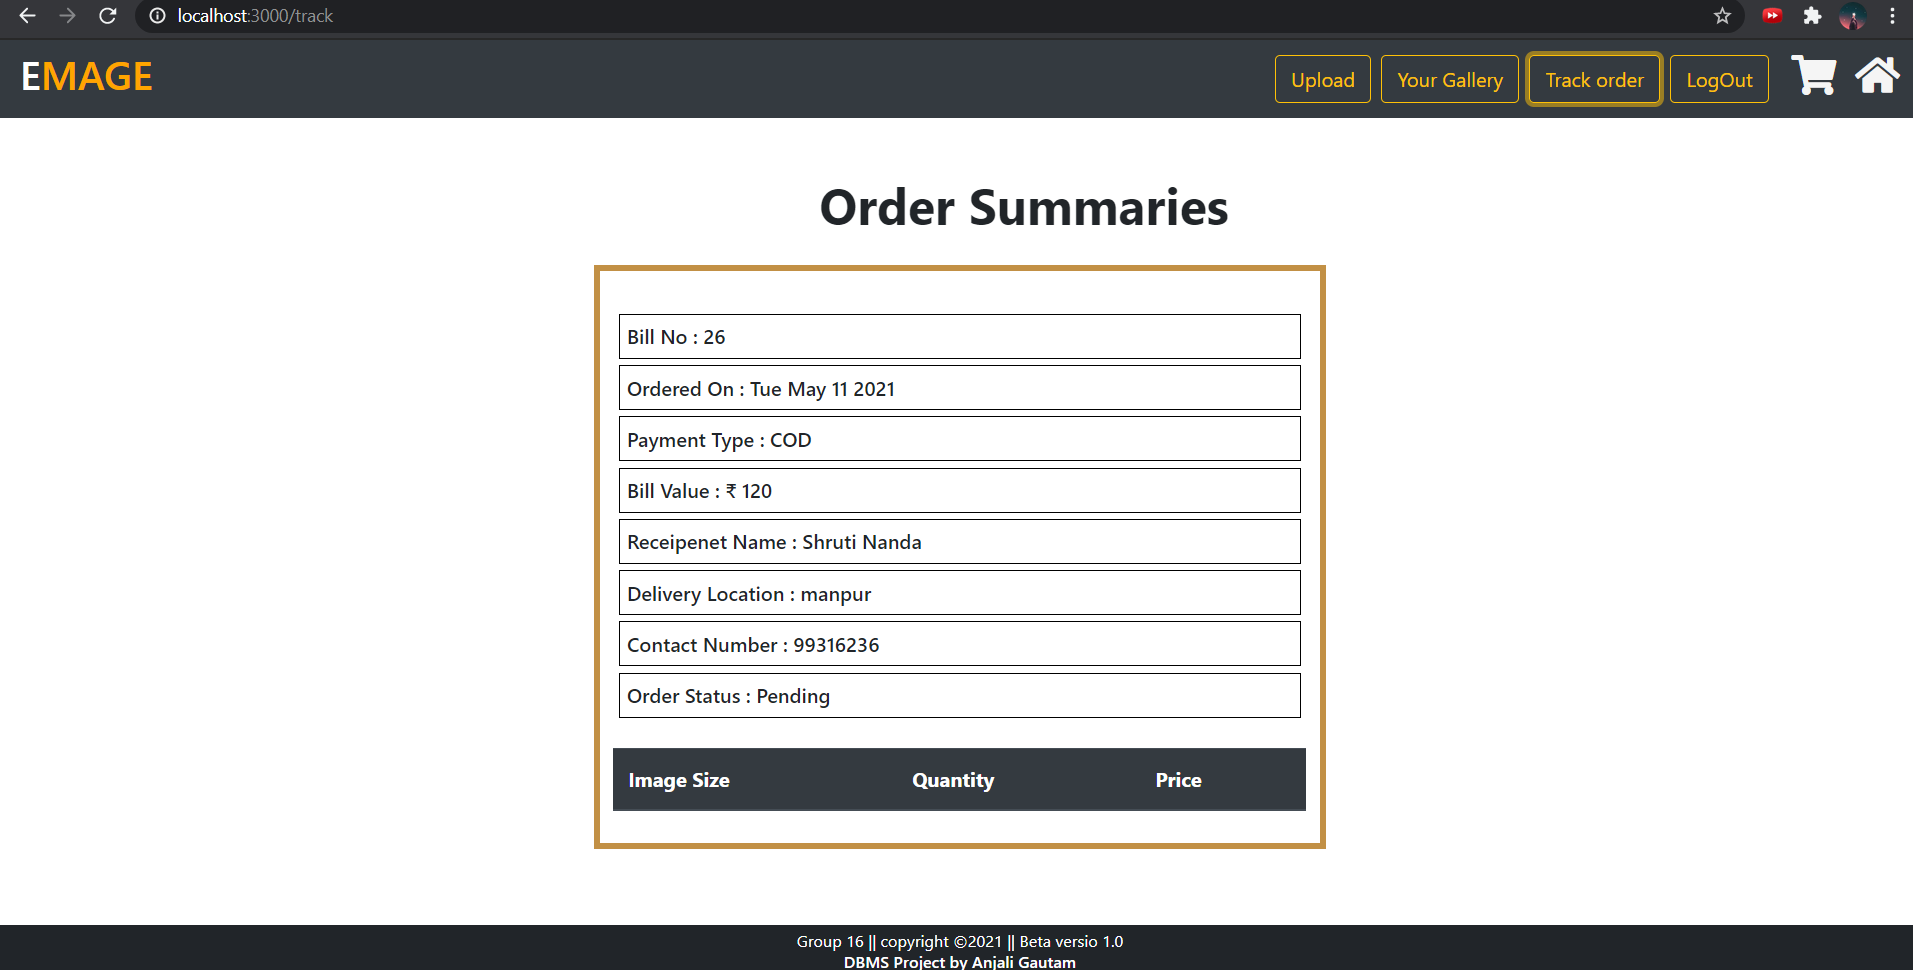 localhost:3000/track
EMAGE
Upload
Your Gallery
Track order
LogOut
Order Summaries
Bill No : 26
Ordered On : Tue May 11 2021
Payment Type : COD
Bill Value : ₹ 120
Receipenet Name : Shruti Nanda
Delivery Location : manpur
Contact Number : 99316236
Order Status : Pending
Image Size Quantity Price
Group 16 || copyright ©2021 || Beta versio 1.0
DBMS Project by Anjali Gautam